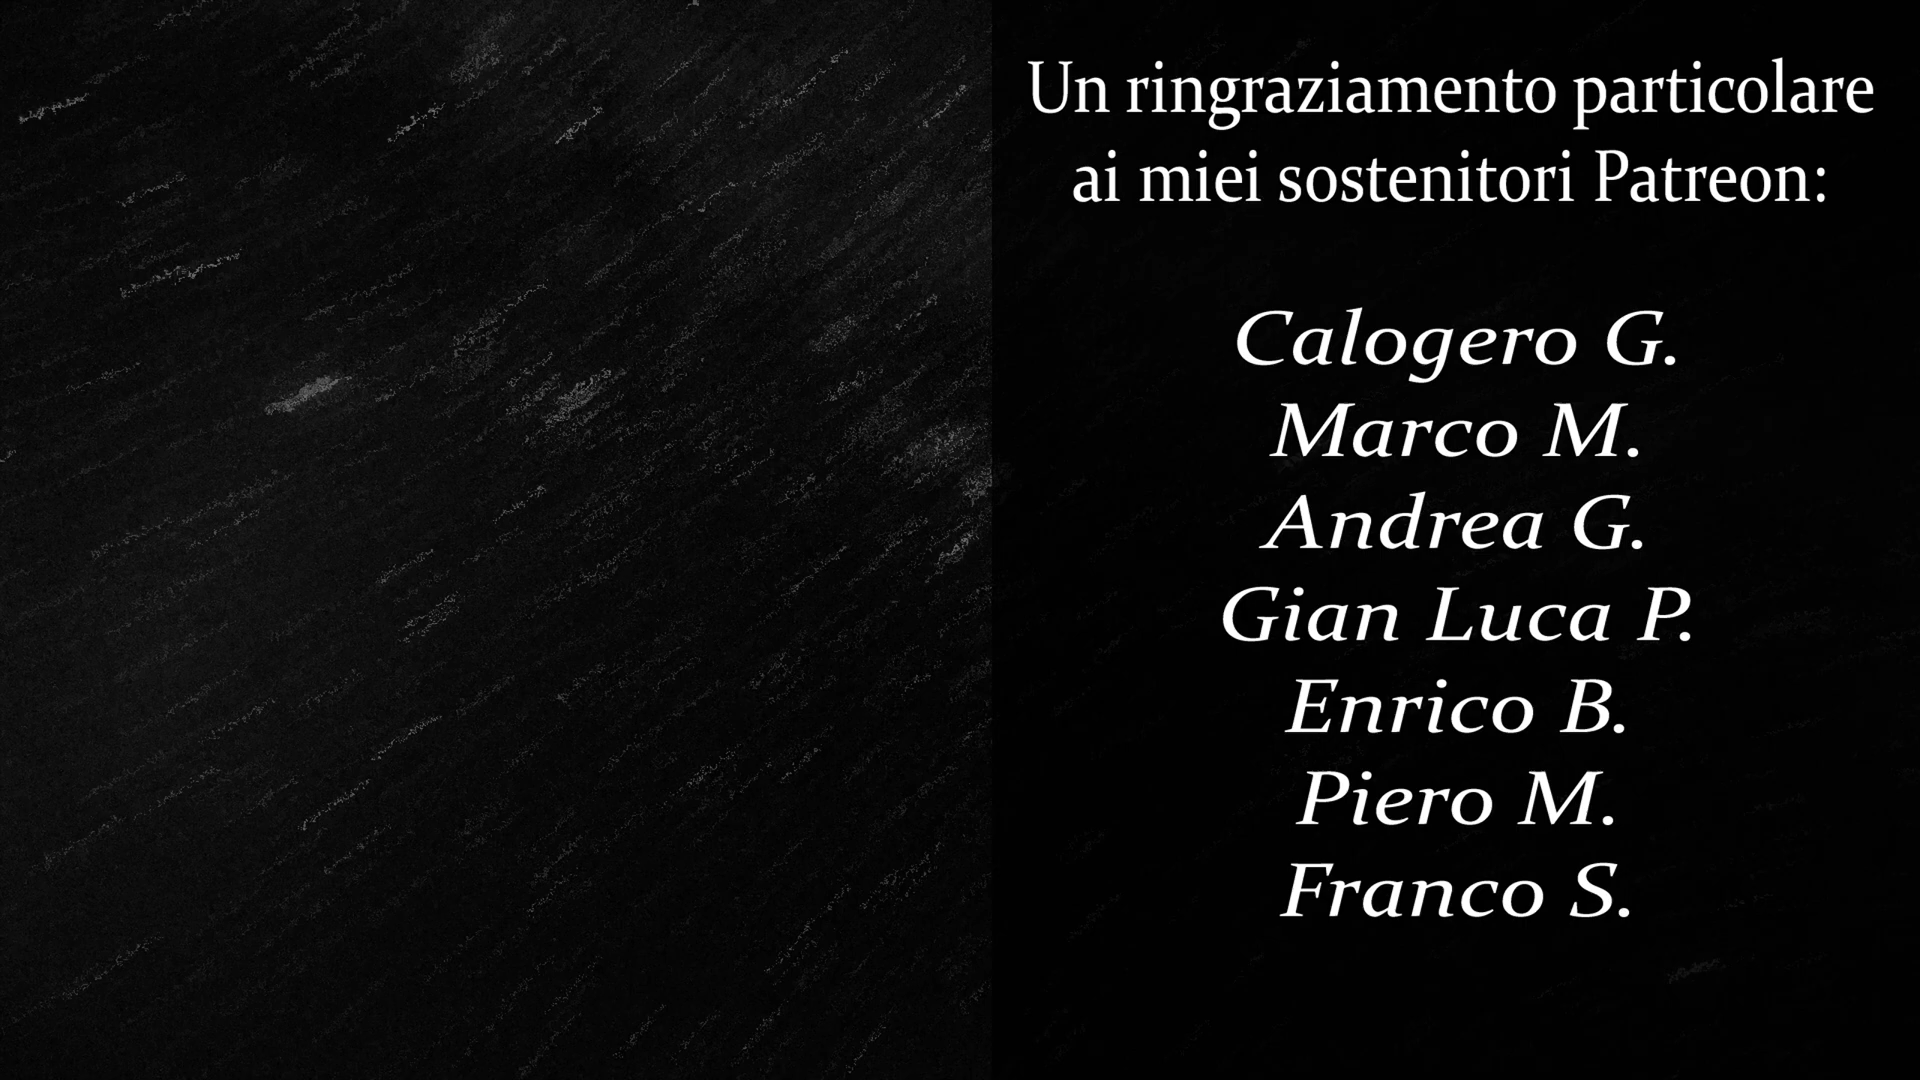 Un ringraziamento particolare
ai miei sostenitori Patreon:
Calogero G.
Marco M.
Andrea G.
Gian Luca P.
Enrico B.
Piero M.
Franco S.